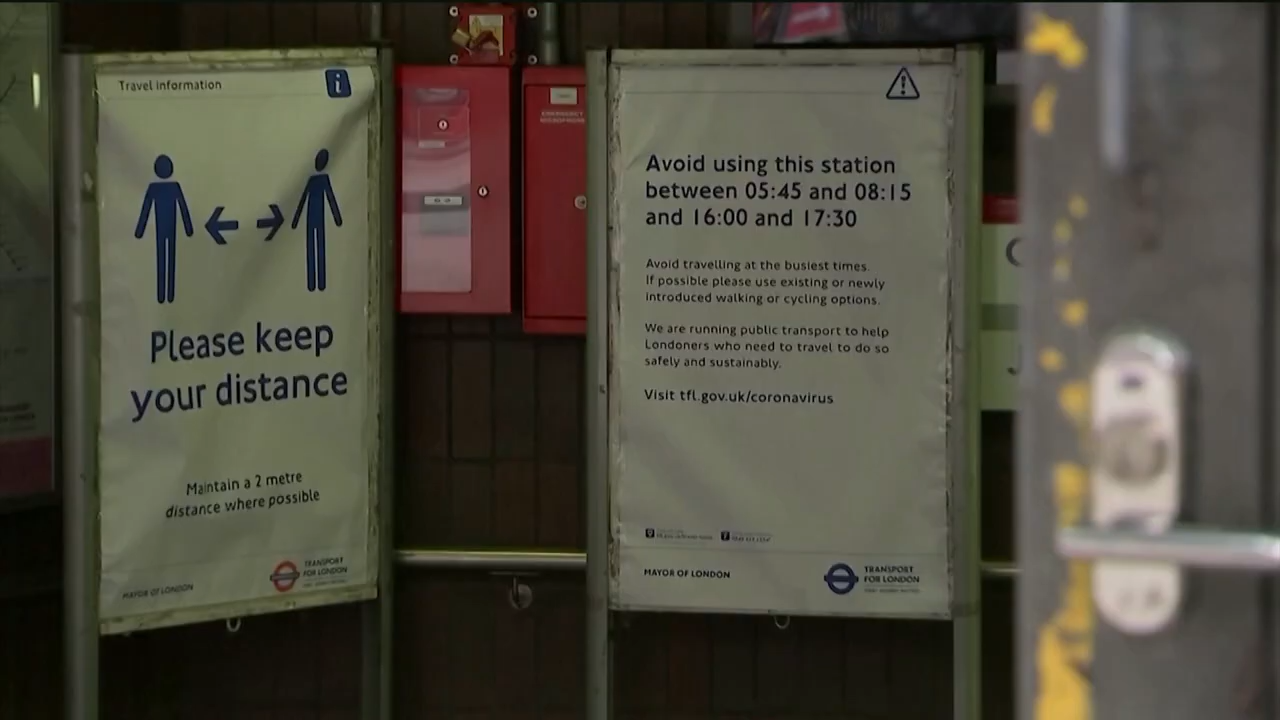 Travel information
Please keep
your distance
Maintain a 2 metre
distance where possible
MAYOR OF LONDON
TRANSPORT
FOR LONDON
EMERGENCY
Avoid using this station
between 05:45 and 08:15
and 16:00 and 17:30
Avoid travelling at the busiest times.
If possible please use existing or newly
introduced walking or cycling options.
We are running public transport to help
Londoners who need to travel to do so
safely and sustainably.
Visit tfl.gov.uk/coronavirus
MAYOR OF LONDON
TRANSPORT
FOR LONDON